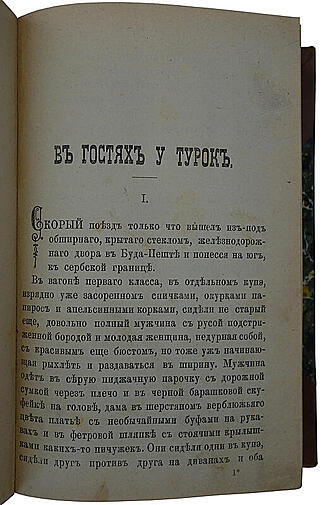 ВЪ ГОСТЯХЪ У ТУРОКЪ.
I.
СКОРЫЙ поѣздъ только что вышелъ изъ-подъ
обширнаго, крытаго стекломъ, желѣзнодорож-
наго двора въ Буда-Пештѣ и понесся на югъ,
къ сербской границѣ.
Въ вагонѣ перваго класса, въ отдѣльномъ купэ,
изрядно уже засоренномъ спичками, окурками па-
пиросъ и апельсинными корками, сидѣли не старый
еще, довольно полный мужчина съ русой подстри-
женной бородой и молодая женщина, недурная собой,
съ красивымъ еще бюстомъ, но тоже ужъ начинаю-
щая рыхлѣть и раздаваться въ ширину. Мужчина
одѣтъ въ сѣрую пиджачную парочку съ дорожной
сумкой черезъ плечо и въ черной барашковой ску-
фейкѣ на головѣ, дама въ шерстяномъ верблюжьяго
цвѣта платьѣ съ необычайными буфами на рука-
вахъ и въ фетровой шляпкѣ съ стоячими крылыш-
ками какихъ-то пичужекъ. Они сидѣли одни въ купэ,
сидѣли другъ противъ друга на диванахъ и оба
1*